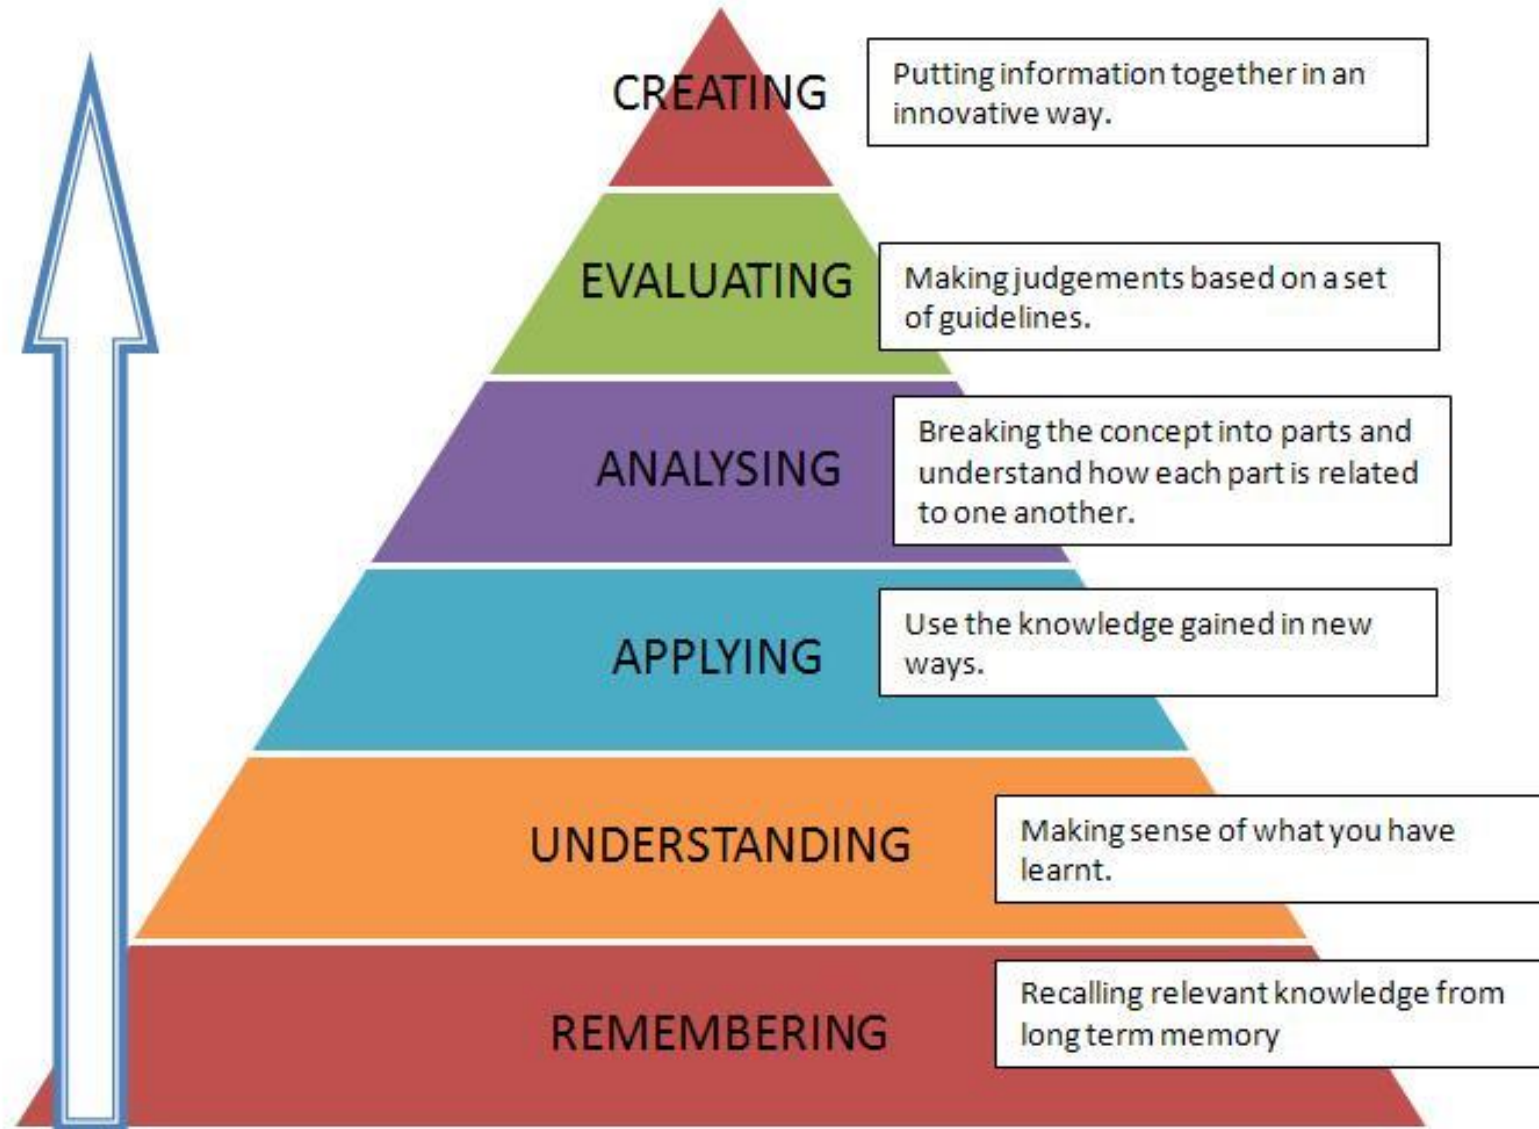 CREATING
Putting information together in an
innovative way.
EVALUATING
Making judgements based on a set
of guidelines.
ANALYSING
Breaking the concept into parts and
understand how each part is related
to one another.
APPLYING
Use the knowledge gained in new
ways.
UNDERSTANDING
Making sense of what you have
learnt.
REMEMBERING
Recalling relevant knowledge from
long term memory